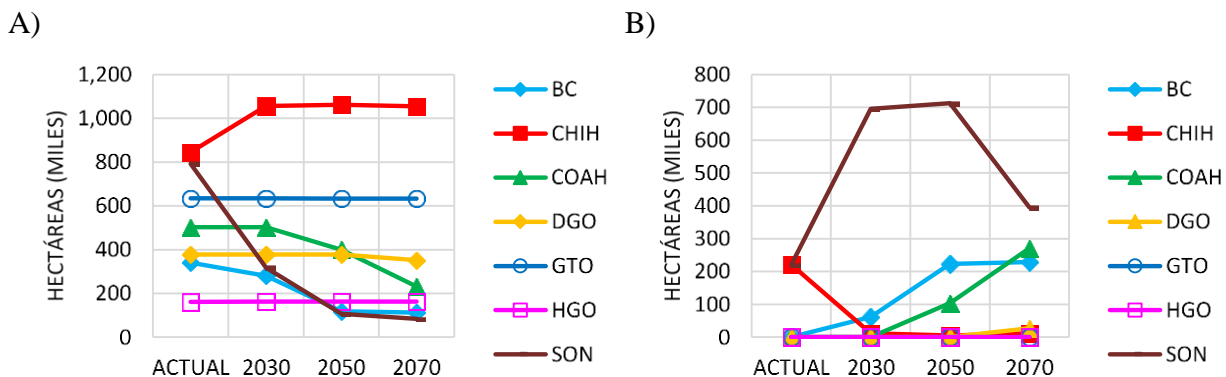 A)
HECTÁREAS (MILES)
1,200
1,000
800
600
400
200
0
ACTUAL 2030 2050 2070
BC
CHIH
COAH
DGO
GTO
HGO
SON
B)
HECTÁREAS (MILES)
800
700
600
500
400
300
200
100
0
ACTUAL 2030 2050 2070
BC
CHIH
COAH
DGO
GTO
HGO
SON